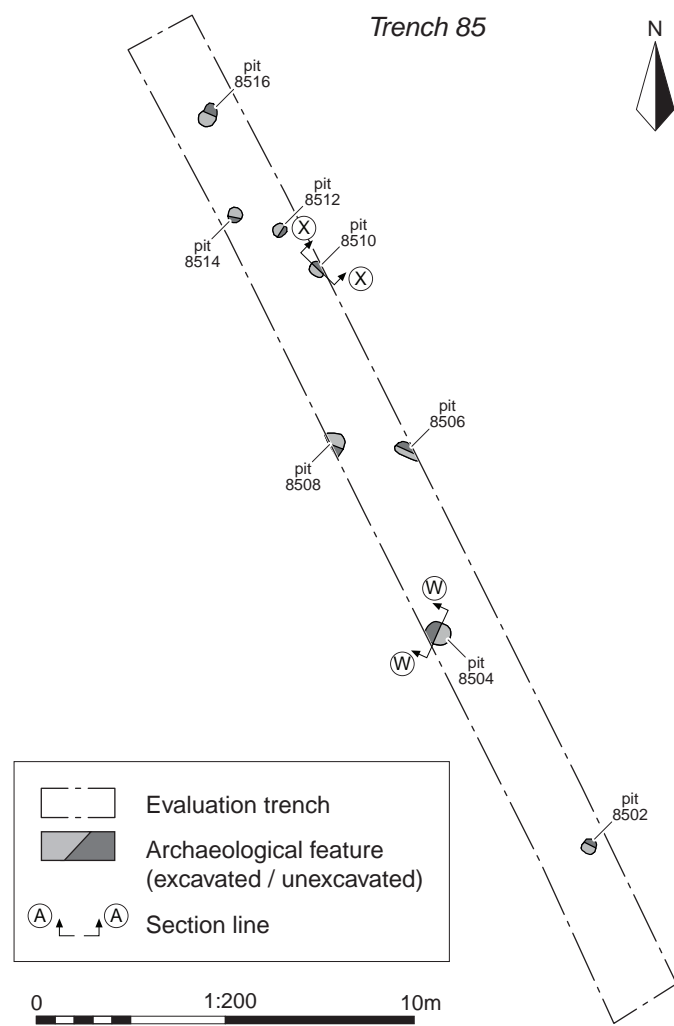 Trench 85
N
pit
8516
pit
8512
X
pit
8510
X
pit
8514
pit
8506
pit
8508
W
W
pit
8504
pit
8502
Evaluation trench
Archaeological feature
(excavated / unexcavated)
A A Section line
0 1:200 10m